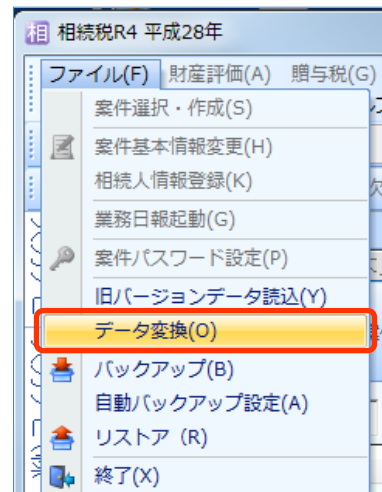 相 相続税R4 平成28年
ファイル(F) 財産評価(A) 贈与税(G)
案件選択・作成(S)
案件基本情報変更(H)
相続人情報登録(K)
業務日報起動(G)
案件パスワード設定(P)
旧バージョンデータ読込(Y)
データ変換(O)
バックアップ(B)
自動バックアップ設定(A)
リストア (R)
終了(X)